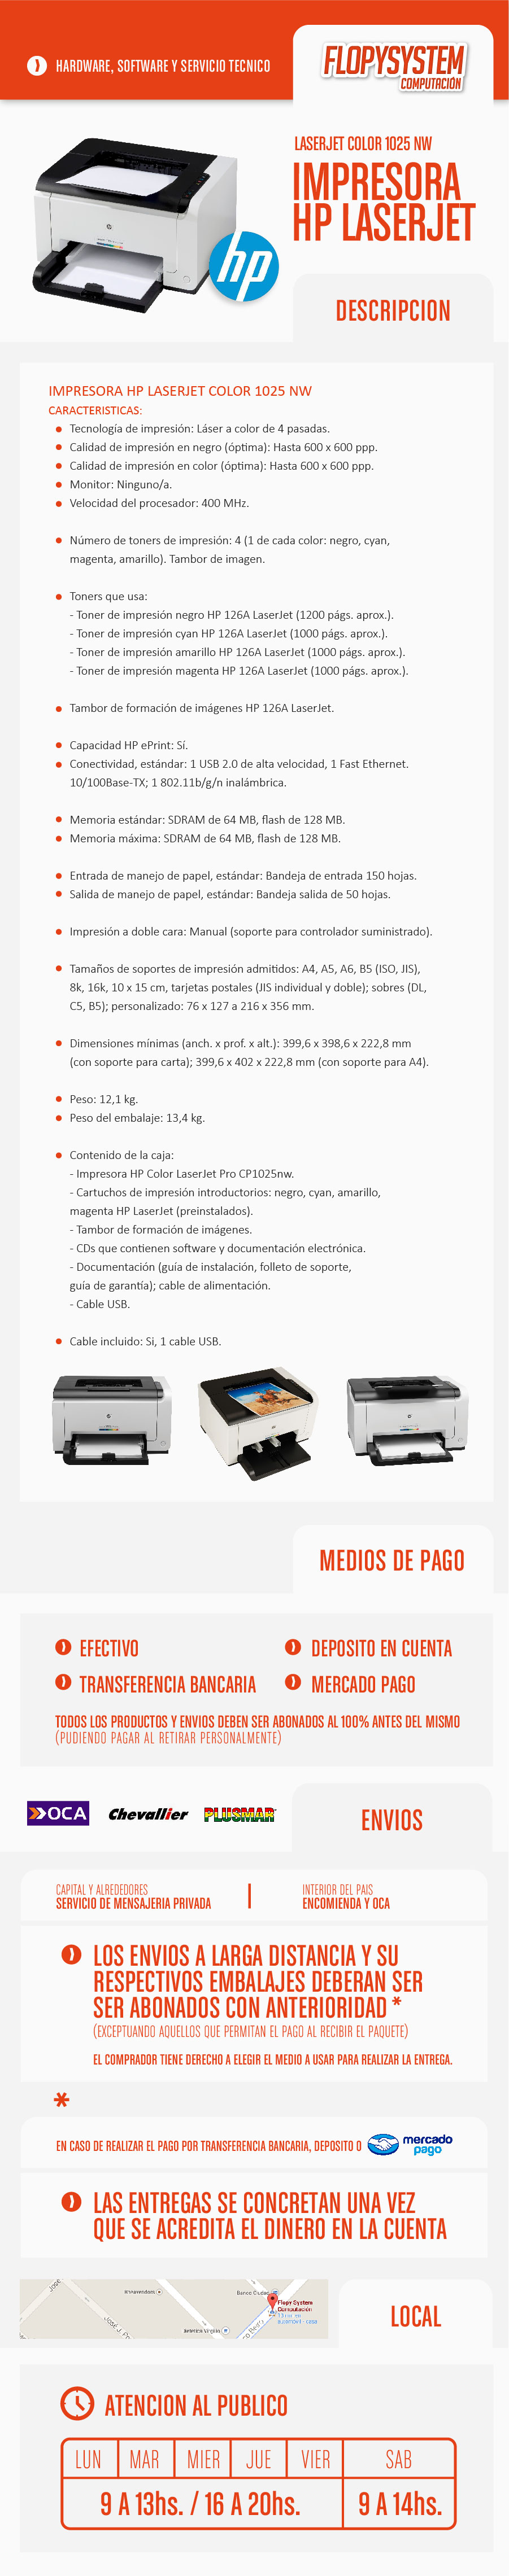 HARDWARE, SOFTWARE Y SERVICIO TECNICO
FLOPYSYSTEM
COMPUTACIÓN
LASERJET COLOR 1025 NW
IMPRESORA
HP LASERJET
hp
DESCRIPCION
IMPRESORA HP LASERJET COLOR 1025 NW
CARACTERISTICAS:
Tecnología de impresión: Láser a color de 4 pasadas.
Calidad de impresión en negro (óptima): Hasta 600 x 600 ppp.
Calidad de impresión en color (óptima): Hasta 600 x 600 ppp.
Monitor: Ninguno/a.
Velocidad del procesador: 400 MHz.
Número de toners de impresión: 4 (1 de cada color: negro, cyan,
magenta, amarillo). Tambor de imagen.
Toners que usa:
- Toner de impresión negro HP 126A LaserJet (1200 págs. aprox.).
- Toner de impresión cyan HP 126A LaserJet (1000 págs. aprox.).
- Toner de impresión amarillo HP 126A LaserJet (1000 págs. aprox.).
- Toner de impresión magenta HP 126A LaserJet (1000 págs. aprox.).
Tambor de formación de imágenes HP 126A LaserJet.
Capacidad HP ePrint: Sí.
Conectividad, estándar: 1 USB 2.0 de alta velocidad, 1 Fast Ethernet.
10/100Base-TX; 1 802.11b/g/n inalámbrica.
Memoria estándar: SDRAM de 64 MB, flash de 128 MB.
Memoria máxima: SDRAM de 64 MB, flash de 128 MB.
Entrada de manejo de papel, estándar: Bandeja de entrada 150 hojas.
Salida de manejo de papel, estándar: Bandeja salida de 50 hojas.
Impresión a doble cara: Manual (soporte para controlador suministrado).
Tamaños de soportes de impresión admitidos: A4, A5, A6, B5 (ISO, JIS),
8k, 16k, 10 x 15 cm, tarjetas postales (JIS individual y doble); sobres (DL,
C5, B5); personalizado: 76 x 127 a 216 x 356 mm.
Dimensiones mínimas (anch. x prof. x alt.): 399,6 x 398,6 x 222,8 mm
(con soporte para carta); 399,6 x 402 x 222,8 mm (con soporte para A4).
Peso: 12,1 kg.
Peso del embalaje: 13,4 kg.
Contenido de la caja:
- Impresora HP Color LaserJet Pro CP1025nw.
- Cartuchos de impresión introductorios: negro, cyan, amarillo,
magenta HP LaserJet (preinstalados).
- Tambor de formación de imágenes.
- CDs que contienen software y documentación electrónica.
- Documentación (guía de instalación, folleto de soporte,
guía de garantía); cable de alimentación.
- Cable USB.
Cable incluido: Si, 1 cable USB.
MEDIOS DE PAGO
EFECTIVO
DEPOSITO EN CUENTA
TRANSFERENCIA BANCARIA
MERCADO PAGO
TODOS LOS PRODUCTOS Y ENVIOS DEBEN SER ABONADOS AL 100% ANTES DEL MISMO
(PUDIENDO PAGAR AL RETIRAR PERSONALMENTE)
OCA
Chevallier
PLUSMAR
ENVIOS
CAPITAL Y ALREDEDORES
SERVICIO DE MENSAJERIA PRIVADA
INTERIOR DEL PAIS
ENCOMIENDA Y OCA
LOS ENVIOS A LARGA DISTANCIA Y SU
RESPECTIVOS EMBALAJES DEBERAN SER
SER ABONADOS CON ANTERIORIDAD *
(EXCEPTUANDO AQUELLOS QUE PERMITAN EL PAGO AL RECIBIR EL PAQUETE)
EL COMPRADOR TIENE DERECHO A ELEGIR EL MEDIO A USAR PARA REALIZAR LA ENTREGA.
*
EN CASO DE REALIZAR EL PAGO POR TRANSFERENCIA BANCARIA, DEPOSITO O
mercado
pago
LAS ENTREGAS SE CONCRETAN UNA VEZ
QUE SE ACREDITA EL DINERO EN LA CUENTA
Jose
José J. P
Banco Ciudad
Flopy System
Computación
LOCAL
ATENCION AL PUBLICO
LUN MAR MIER JUE VIER SAB
9 A 13hs. / 16 A 20hs. 9 A 14hs.